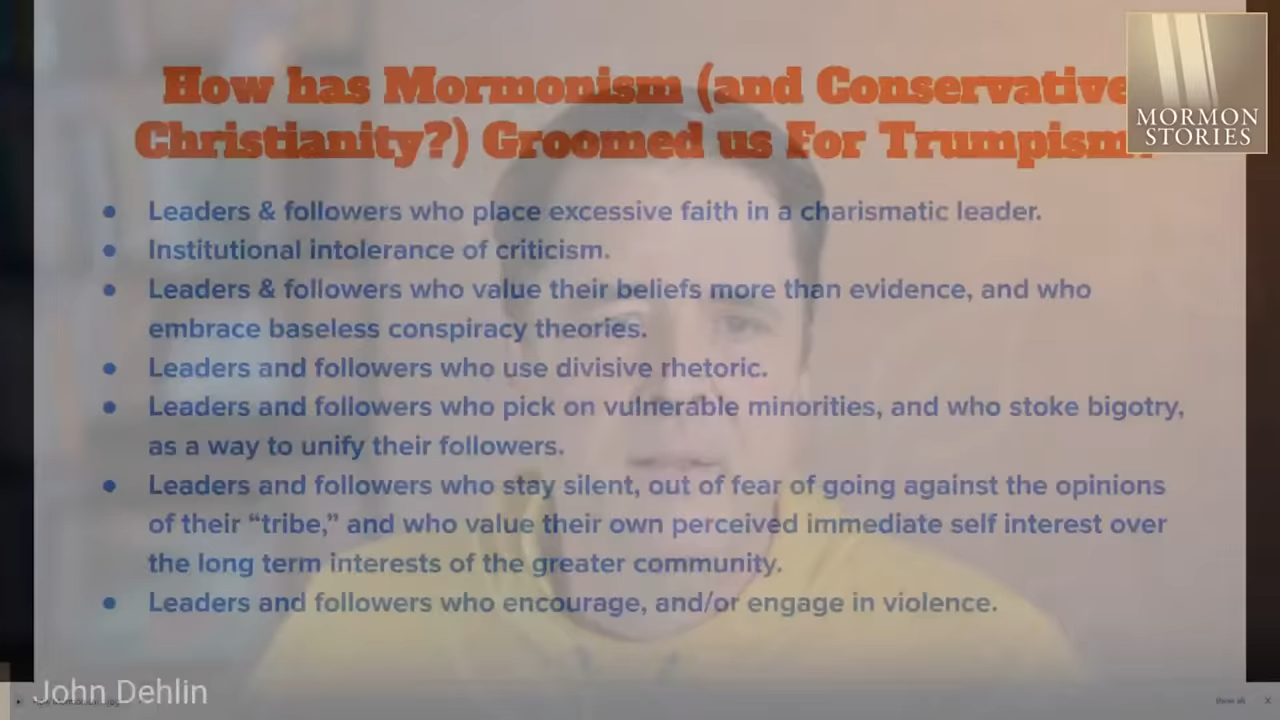 How has Mormonism (and Conservative
Christianity?) Groomed us For Trumpism?
MORMON
STORIES
• Leaders & followers who place excessive faith in a charismatic leader.
• Institutional intolerance of criticism.
• Leaders & followers who value their beliefs more than evidence, and who
embrace baseless conspiracy theories.
• Leaders and followers who use divisive rhetoric.
• Leaders and followers who pick on vulnerable minorities, and who stoke bigotry,
as a way to unify their followers.
• Leaders and followers who stay silent, out of fear of going against the opinions
of their “tribe,” and who value their own perceived immediate self interest over
the long term interests of the greater community.
• Leaders and followers who encourage, and/or engage in violence.
John Dehlin
Show all